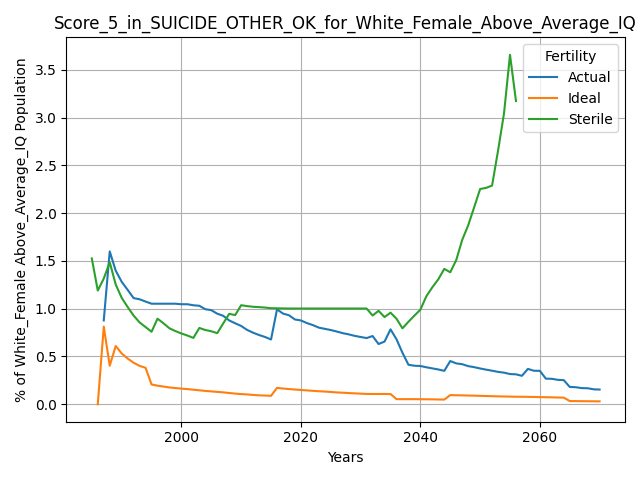 Score_5_in_SUICIDE_OTHER_OK_for_White_Female_Above_Average_IQ
% of White_Female Above_Average_IQ Population
3.5
3.0
2.5
2.0
1.5
1.0
0.5
0.0
Fertility
Actual
Ideal
Sterile
2000
2020
2040
2060
Years